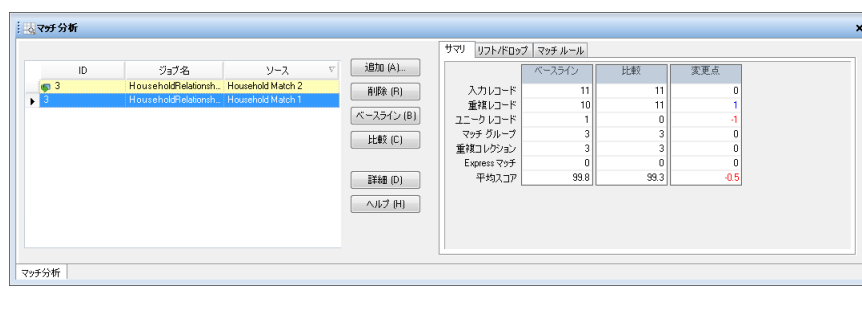 マッチ分析
ID ジョブ名 ソース
3 HouseholdRelationsh... Household Match 2
3 HouseholdRelationsh... Household Match 1
追加 (A)...
削除 (R)
ベースライン (B)
比較 (C)
詳細 (D)
ヘルプ (H)
サマリ リフト/ドロップ マッチ ルール
ベースライン 比較 変更点
入力レコード 11 11 0
重複レコード 10 11 1
ユニーク レコード 1 0 -1
マッチ グループ 3 3 0
重複コレクション 3 3 0
Express マッチ 0 0 0
平均スコア 99.8 99.3 -0.5
マッチ分析